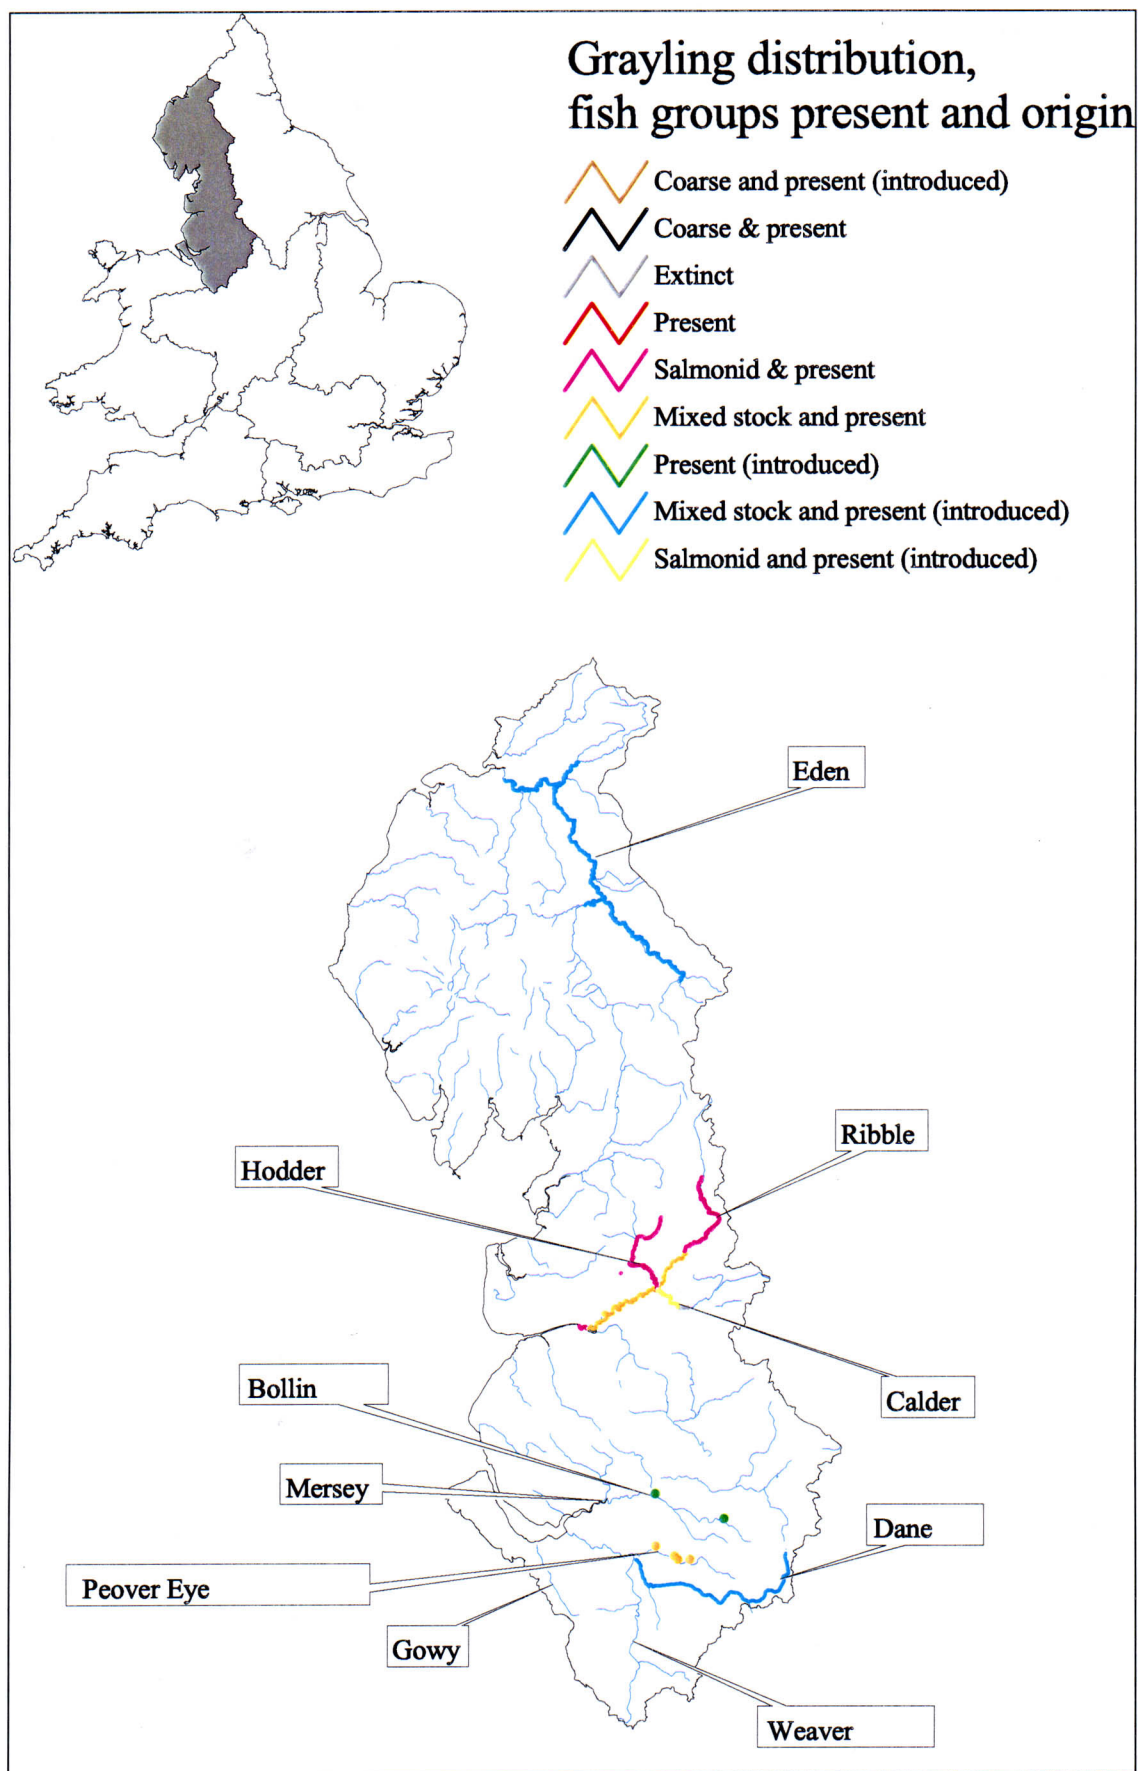 Grayling distribution,
fish groups present and origin
Coarse and present (introduced)
Coarse & present
Extinct
Present
Salmonid & present
Mixed stock and present
Present (introduced)
Mixed stock and present (introduced)
Salmonid and present (introduced)
Eden
Ribble
Hodder
Bollin
Calder
Mersey
Dane
Peover Eye
Gowy
Weaver